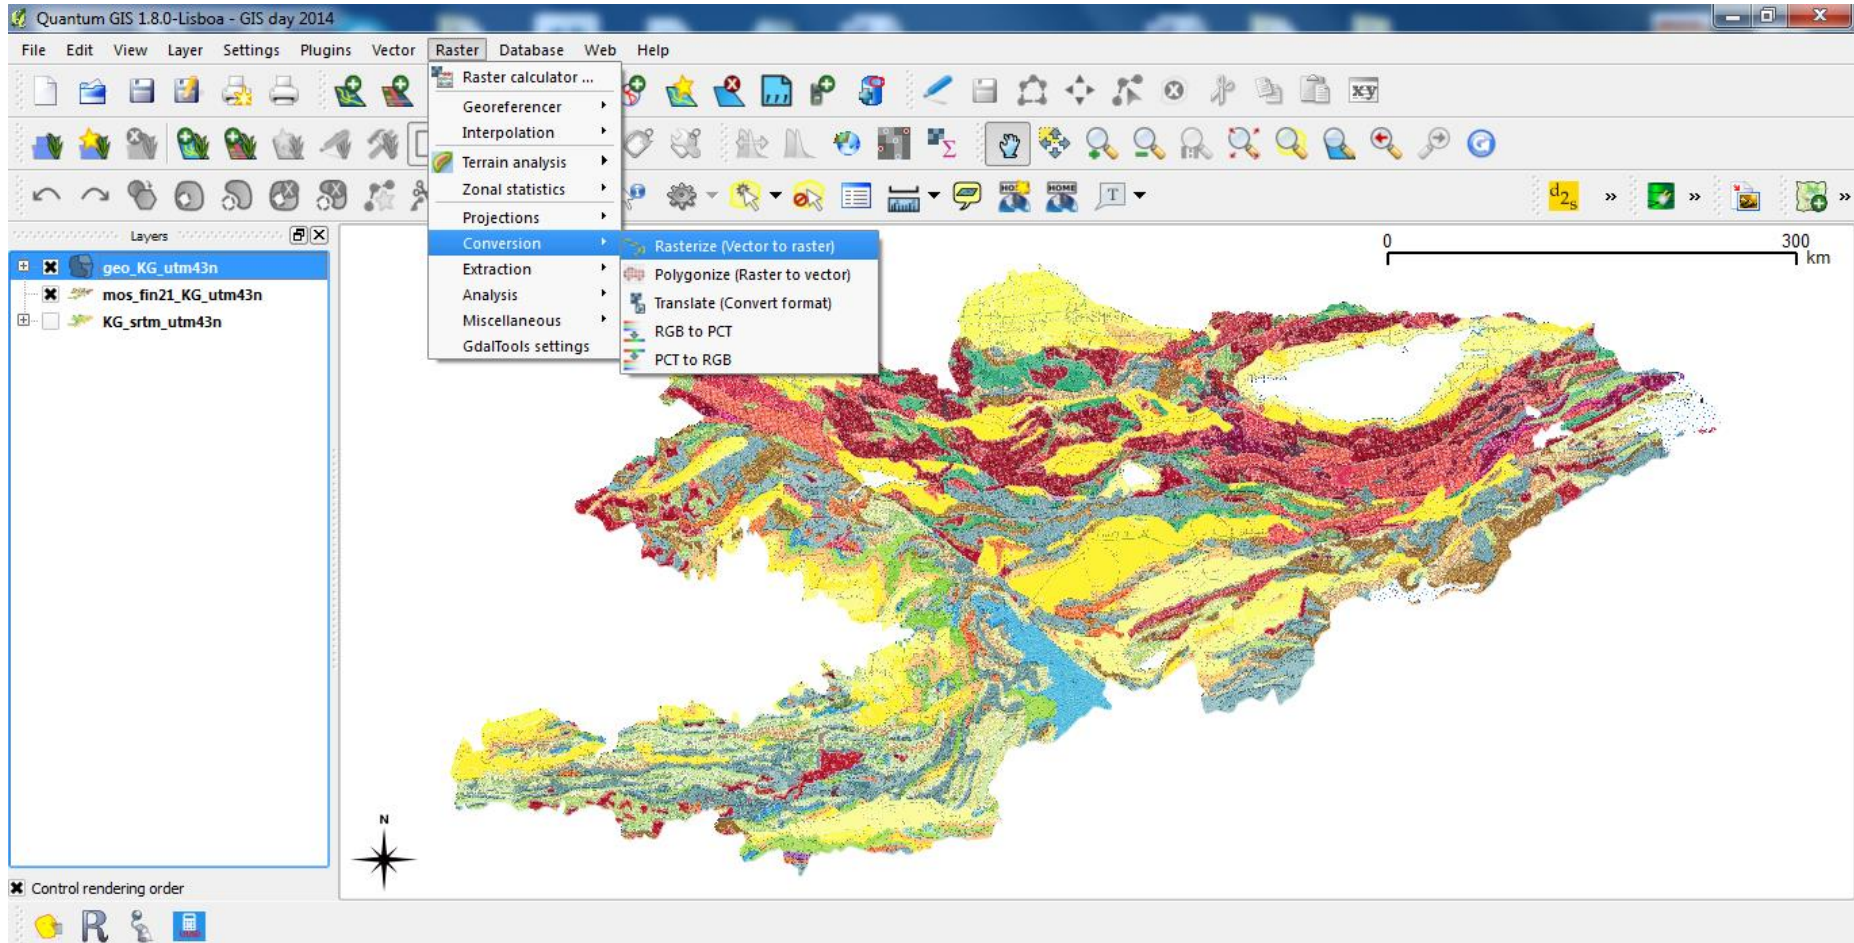 Quantum GIS 1.8.0-Lisboa - GIS day 2014
File Edit View Layer Settings Plugins Vector Raster Database Web Help
Raster calculator ...
Georeferencer
Interpolation
Terrain analysis
Zonal statistics
Projections
Conversion
Extraction
Analysis
Miscellaneous
GdalTools settings
Rasterize (Vector to raster)
Polygonize (Raster to vector)
Translate (Convert format)
RGB to PCT
PCT to RGB
Layers
geo_KG_utm43n
mos_fin21_KG_utm43n
KG_srtm_utm43n
0 300
km
N
Control rendering order